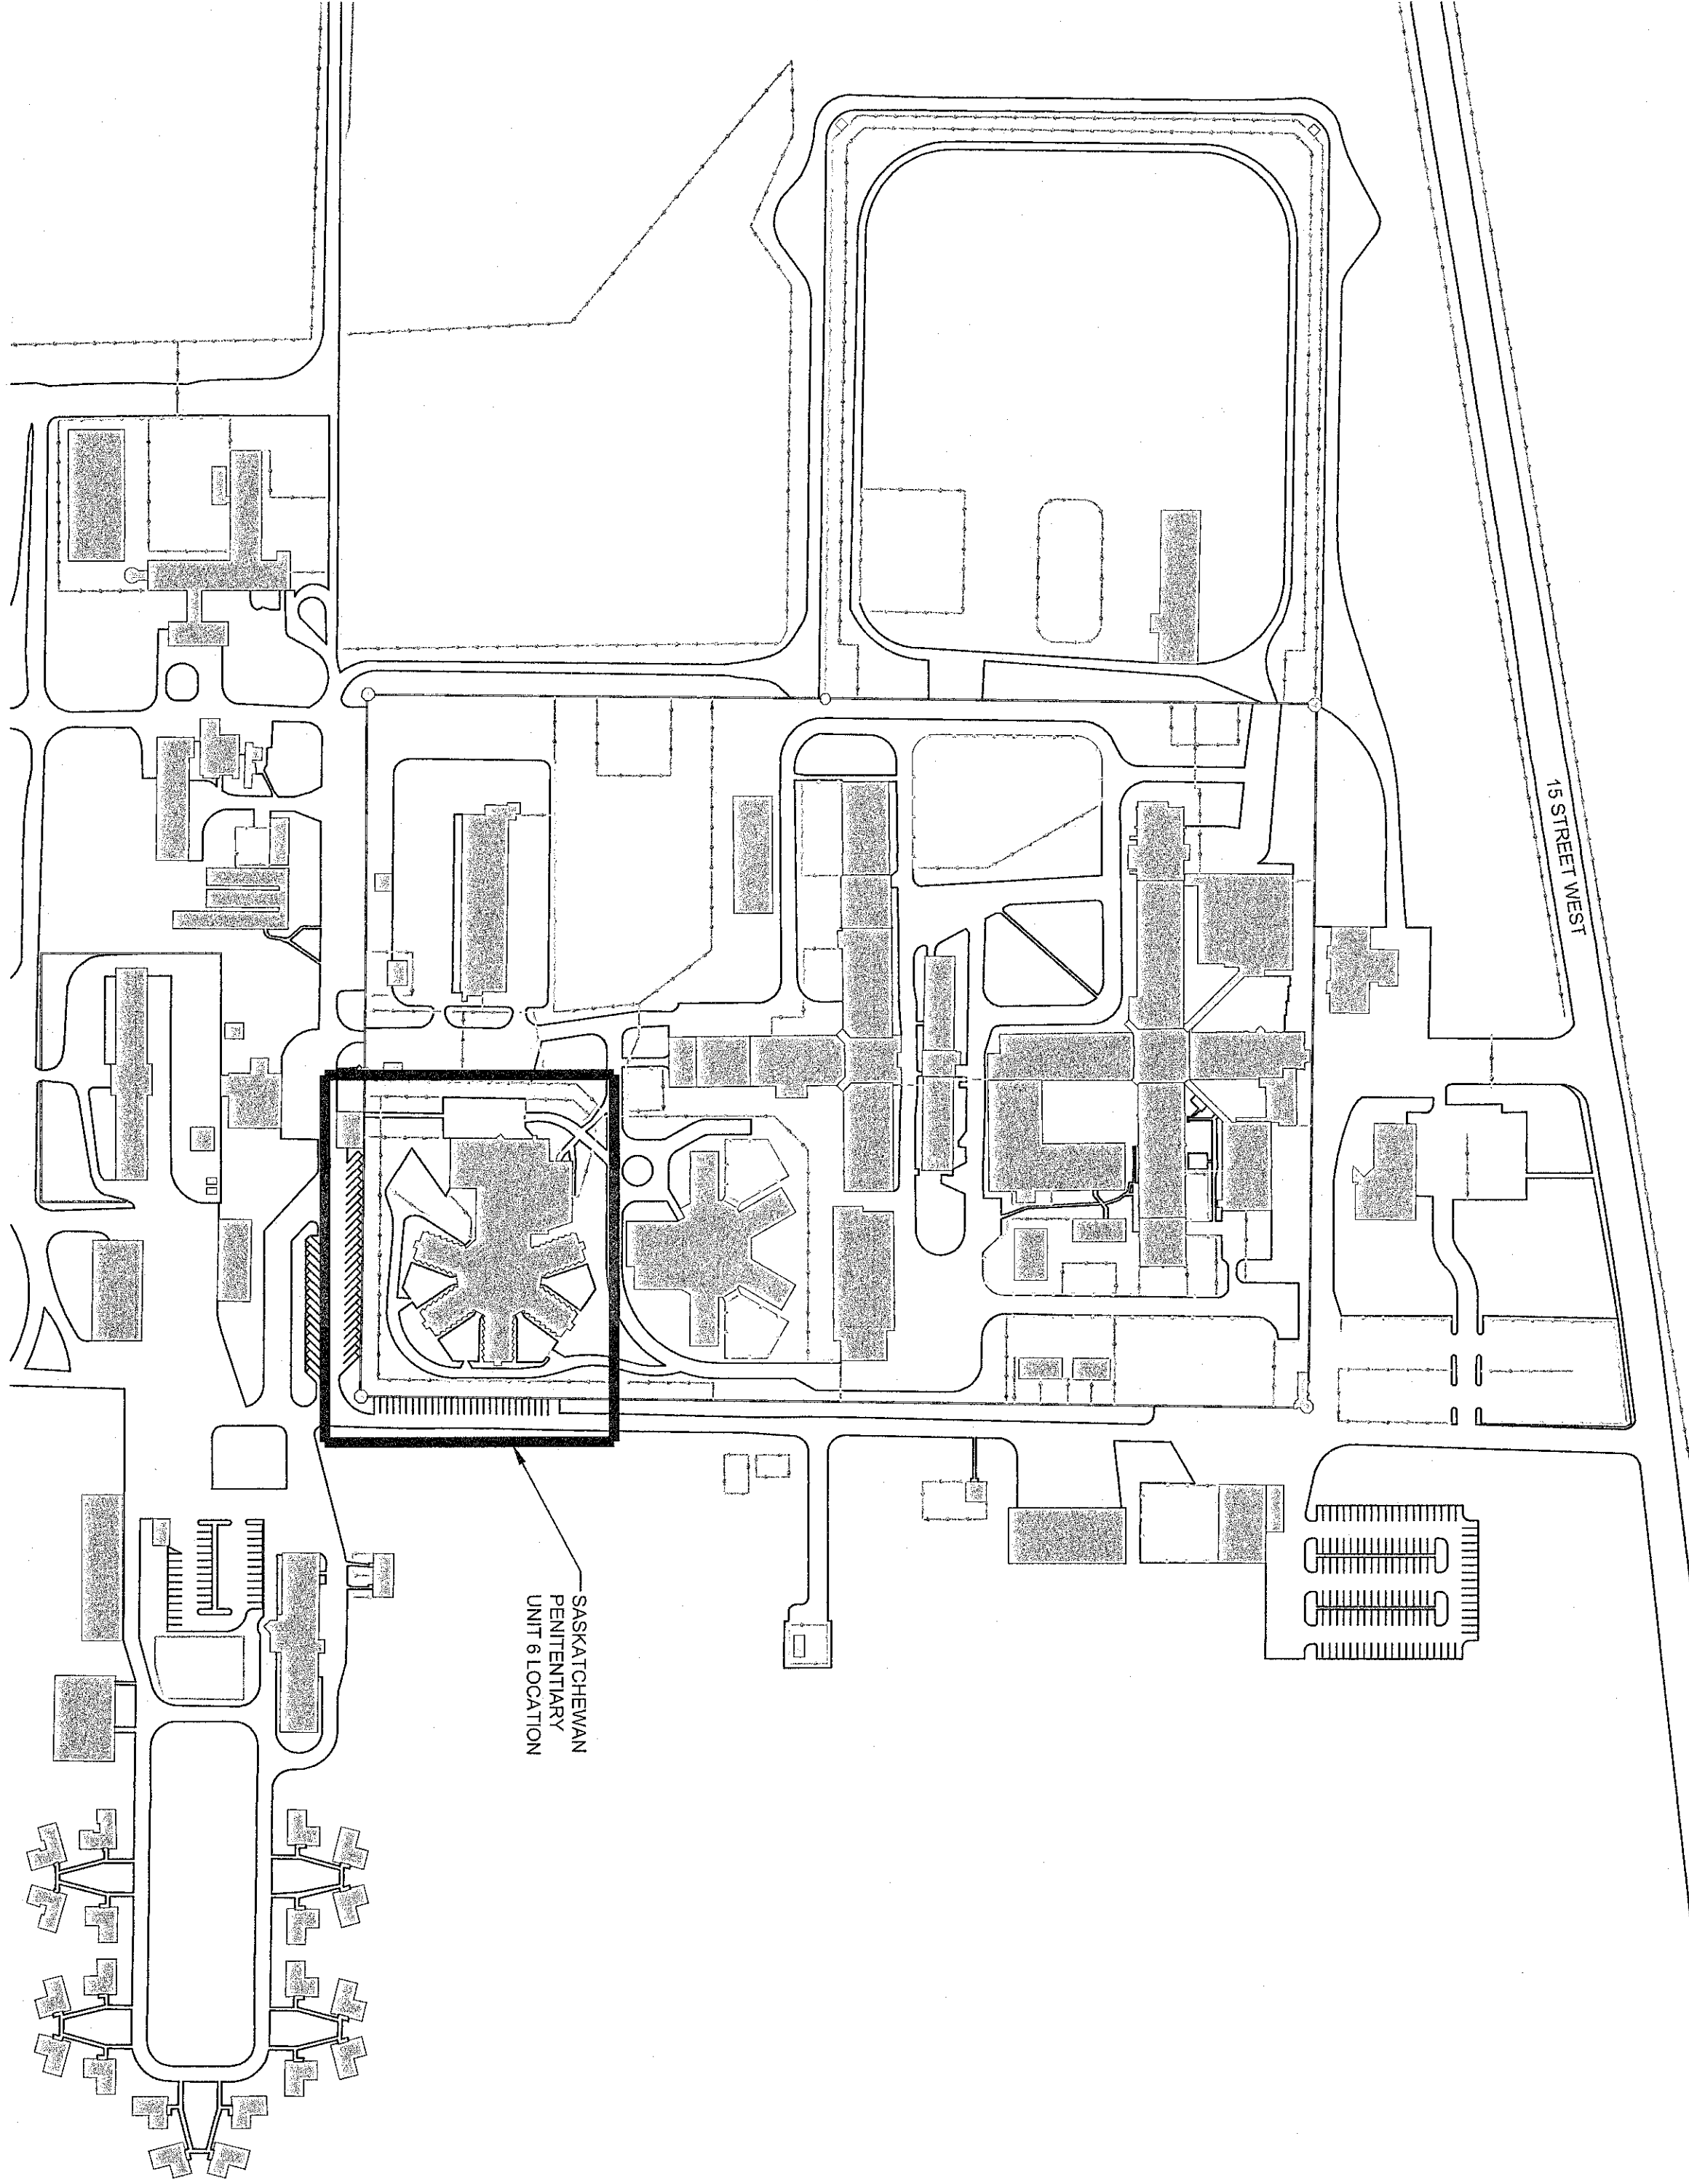 15 STREET WEST
SASKATCHEWAN
PENITENTIARY
UNIT 6 LOCATION